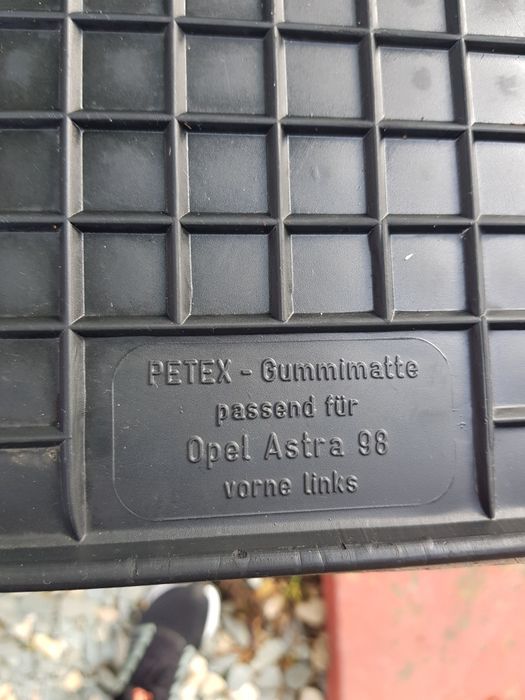 PETEX - Gummimatte
passend für
Opel Astra 98
vorne links